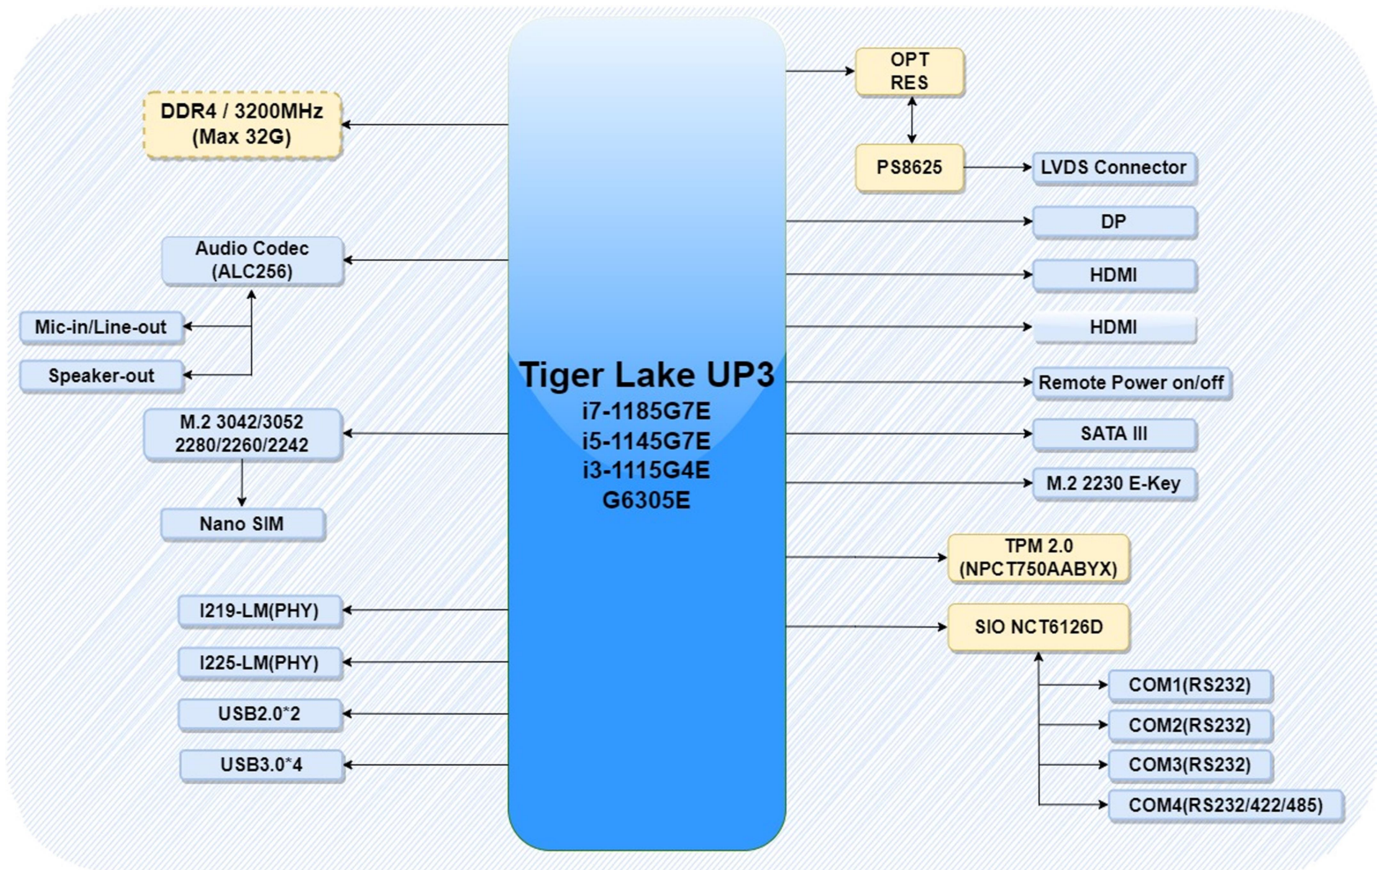 DDR4 / 3200MHz
(Max 32G)
Audio Codec
(ALC256)
Mic-in/Line-out
Speaker-out
M.2 3042/3052
2280/2260/2242
Nano SIM
I219-LM(PHY)
I225-LM(PHY)
USB2.0*2
USB3.0*4
Tiger Lake UP3
i7-1185G7E
i5-1145G7E
i3-1115G4E
G6305E
OPT
RES
PS8625
LVDS Connector
DP
HDMI
HDMI
Remote Power on/off
SATA III
M.2 2230 E-Key
TPM 2.0
(NPCT750AABYX)
SIO NCT6126D
COM1(RS232)
COM2(RS232)
COM3(RS232)
COM4(RS232/422/485)